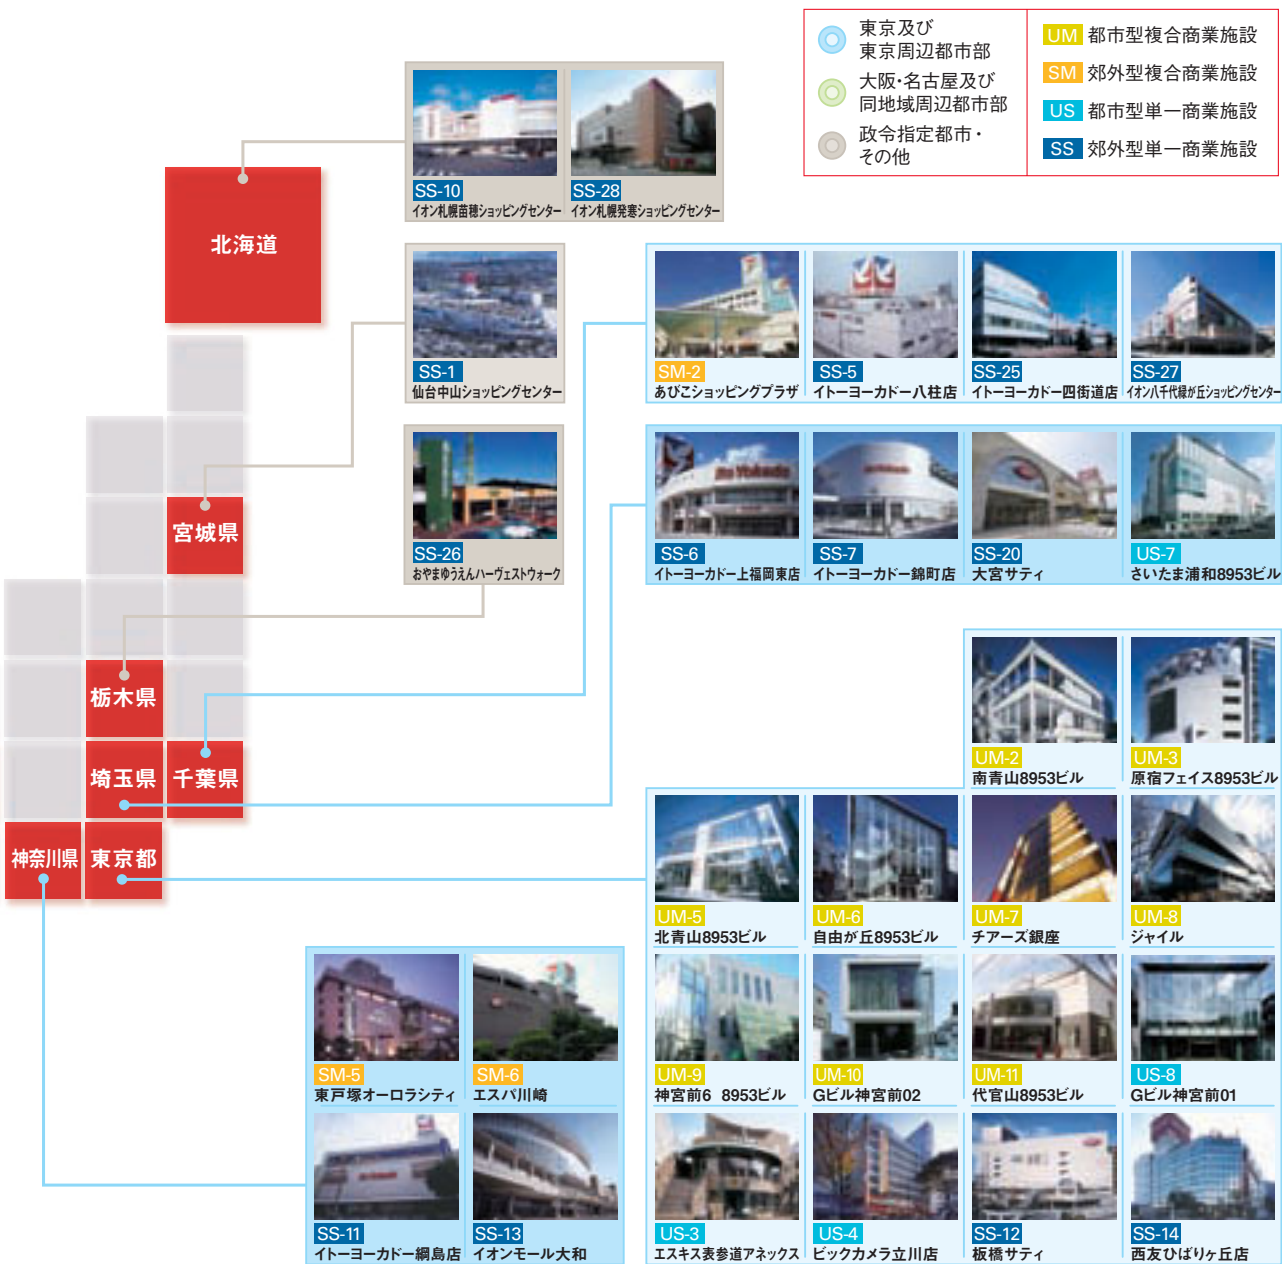 東京及び
東京周辺都市部
大阪・名古屋及び
同地域周辺都市部
政令指定都市・
その他
UM 都市型複合商業施設
SM 郊外型複合商業施設
US 都市型単一商業施設
SS 郊外型単一商業施設
北海道
SS-10
イオン札幌苗穂ショッピングセンター
SS-28
イオン札幌発寒ショッピングセンター
宮城県
SS-1
仙台中山ショッピングセンター
栃木県
SS-26
おやまゆうえんハーヴェストウォーク
千葉県
SM-2
あびこショッピングプラザ
SS-5
イトーヨーカドー八柱店
SS-25
イトーヨーカドー四街道店
SS-27
イオン八千代緑が丘ショッピングセンター
埼玉県
SS-6
イトーヨーカドー上福岡東店
SS-7
イトーヨーカドー錦町店
SS-20
大宮サティ
US-7
さいたま浦和8953ビル
東京都
UM-2
南青山8953ビル
UM-3
原宿フェイス8953ビル
UM-5
北青山8953ビル
UM-6
自由が丘8953ビル
UM-7
チアーズ銀座
UM-8
ジャイル
UM-9
神宮前6 8953ビル
UM-10
Gビル神宮前02
UM-11
代官山8953ビル
US-8
Gビル神宮前01
US-3
エスキス表参道アネックス
US-4
ビックカメラ立川店
SS-12
板橋サティ
SS-14
西友ひばりヶ丘店
神奈川県
SM-5
東戸塚オーロラシティ
SM-6
エスパ川崎
SS-11
イトーヨーカドー綱島店
SS-13
イオンモール大和